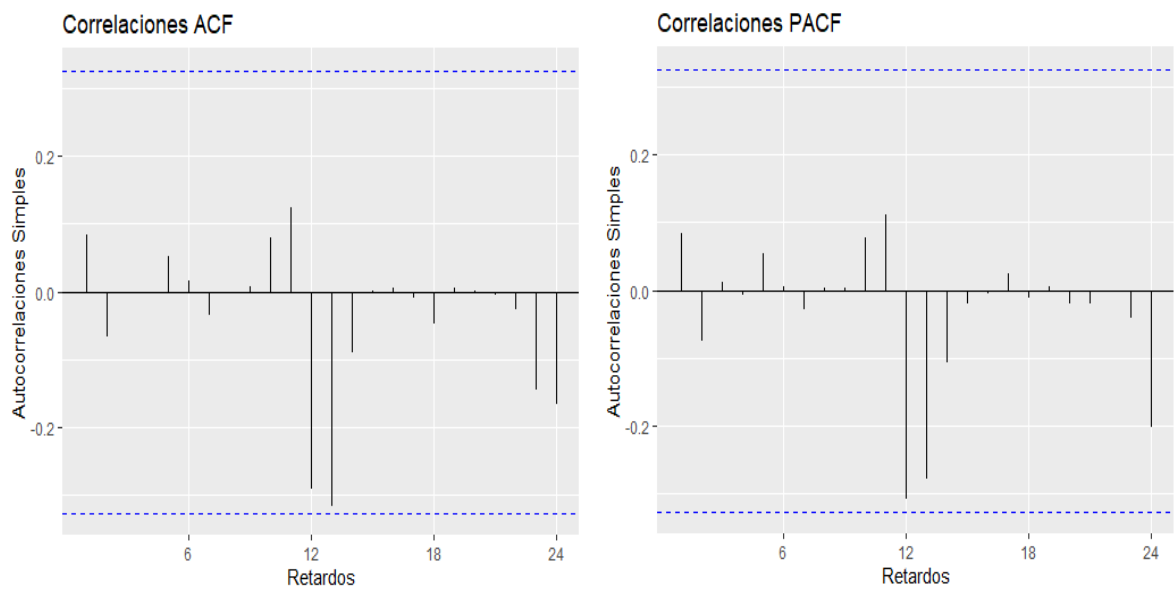 Correlaciones ACF
Autocorrelaciones Simples
0.2
0.0
-0.2
6
12
18
24
Retardos
Correlaciones PACF
Autocorrelaciones Simples
0.2
0.0
-0.2
6
12
18
24
Retardos